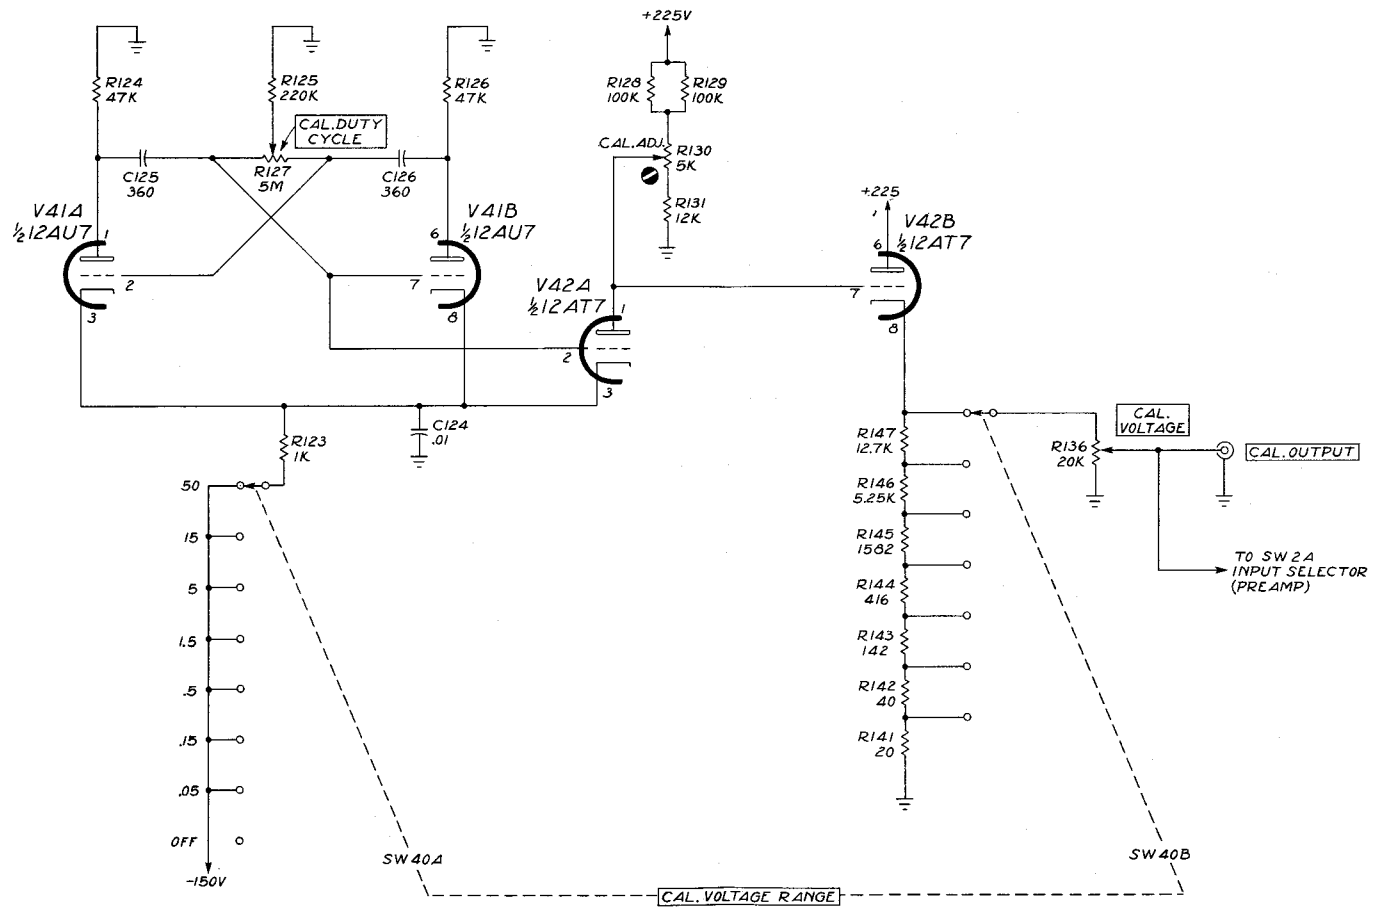 +225V
R124
47K
R125
220K
R126
47K
R128
100K
R129
100K
CAL. DUTY
CYCLE
CAL. ADJ.
R130
5K
C125
360
R127
5M
C126
360
R131
12K
V41A
½12AU7
1
2
3
V41B
½12AU7
6
7
8
V42A
½12AT7
1
2
3
+225
V42B
½12AT7
6
7
8
R123
1K
C124
.01
R147
12.7K
R146
5.25K
R145
1582
R144
416
R143
142
R142
40
R141
20
CAL.
VOLTAGE
R136
20K
CAL. OUTPUT
TO SW 2A
INPUT SELECTOR
(PREAMP)
50
15
5
1.5
.5
.15
.05
OFF
-150V
SW40A
SW40B
CAL. VOLTAGE RANGE